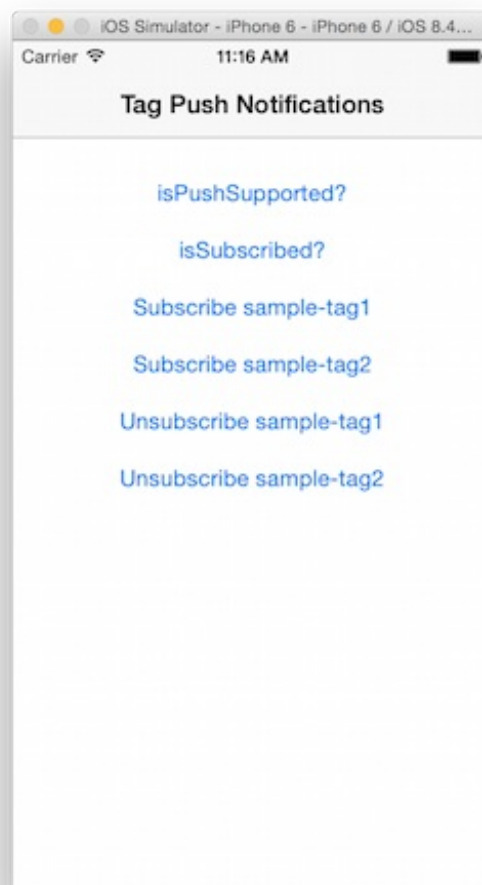 iOS Simulator - iPhone 6 - iPhone 6 / iOS 8.4...
Carrier 11:16 AM
Tag Push Notifications
isPushSupported?
isSubscribed?
Subscribe sample-tag1
Subscribe sample-tag2
Unsubscribe sample-tag1
Unsubscribe sample-tag2